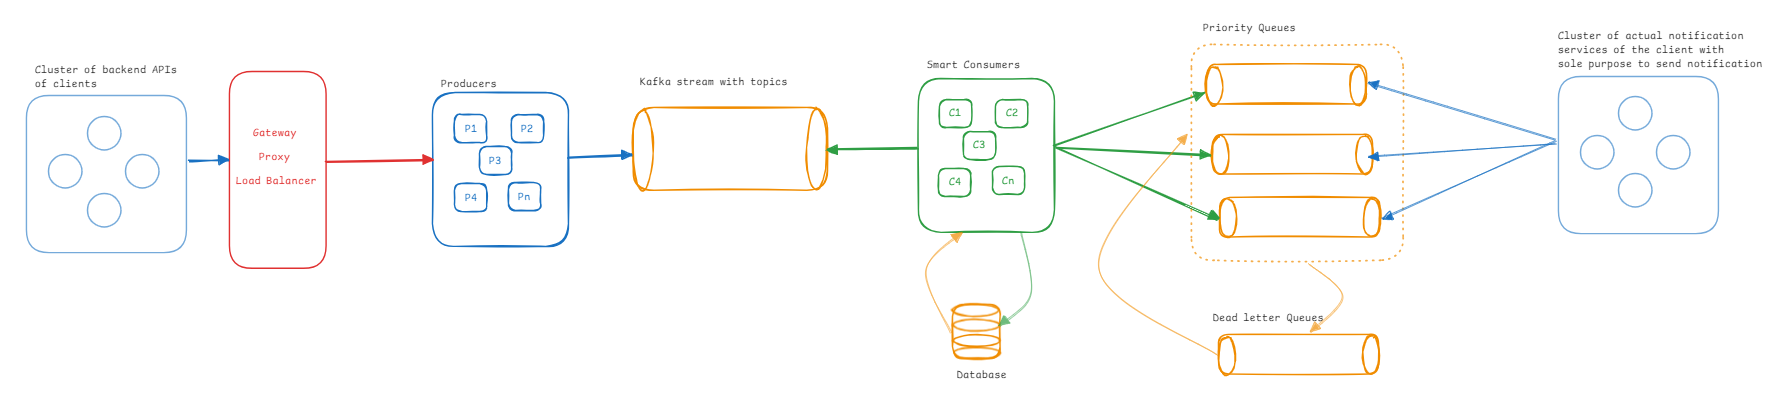 Cluster of backend APIs
of clients
Gateway
Proxy
Load Balancer
Producers
P1
P2
P3
P4
Pn
Kafka stream with topics
Smart Consumers
C1
C2
C3
C4
Cn
Database
Priority Queues
Dead letter Queues
Cluster of actual notification
services of the client with
sole purpose to send notification